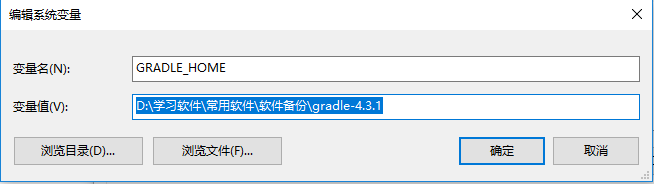 编辑系统变量
变量名(N):
GRADLE_HOME
变量值(V):
D:\学习软件\常用软件\软件备份\gradle-4.3.1
浏览目录(D)...
浏览文件(F)...
确定
取消